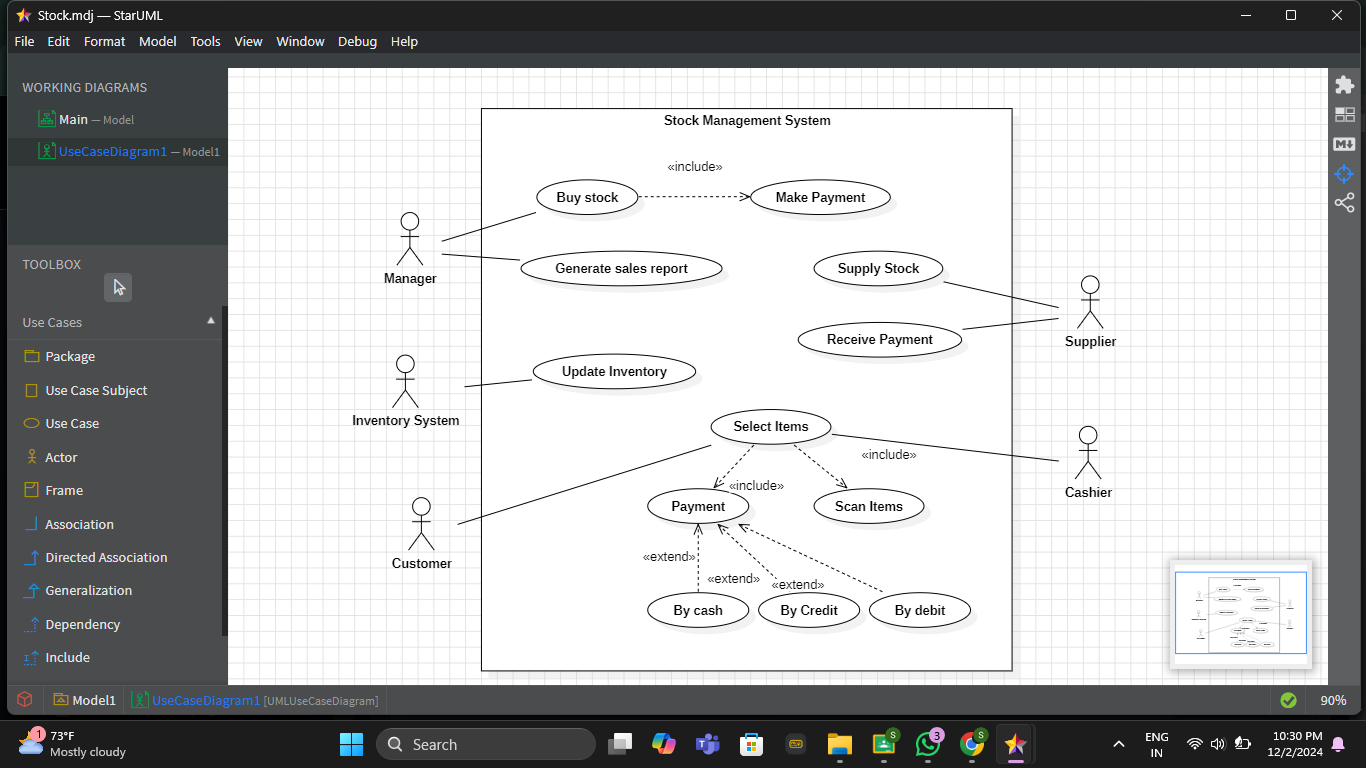 Stock.mdj — StarUML
File Edit Format Model Tools View Window Debug Help
WORKING DIAGRAMS
Main — Model
UseCaseDiagram1 — Model1
TOOLBOX
Use Cases
Package
Use Case Subject
Use Case
Actor
Frame
Association
Directed Association
Generalization
Dependency
Include
Stock Management System
«include»
Buy stock
Make Payment
Manager
Generate sales report
Supply Stock
Receive Payment
Supplier
Update Inventory
Inventory System
Select Items
«include»
Cashier
«include»
Payment
Scan Items
Customer
«extend»
«extend»
«extend»
By cash
By Credit
By debit
M↓
Model1
UseCaseDiagram1 [UMLUseCaseDiagram]
90%
1
73°F
Mostly cloudy
Search
S
3
S
ENG
IN
10:30 PM
12/2/2024